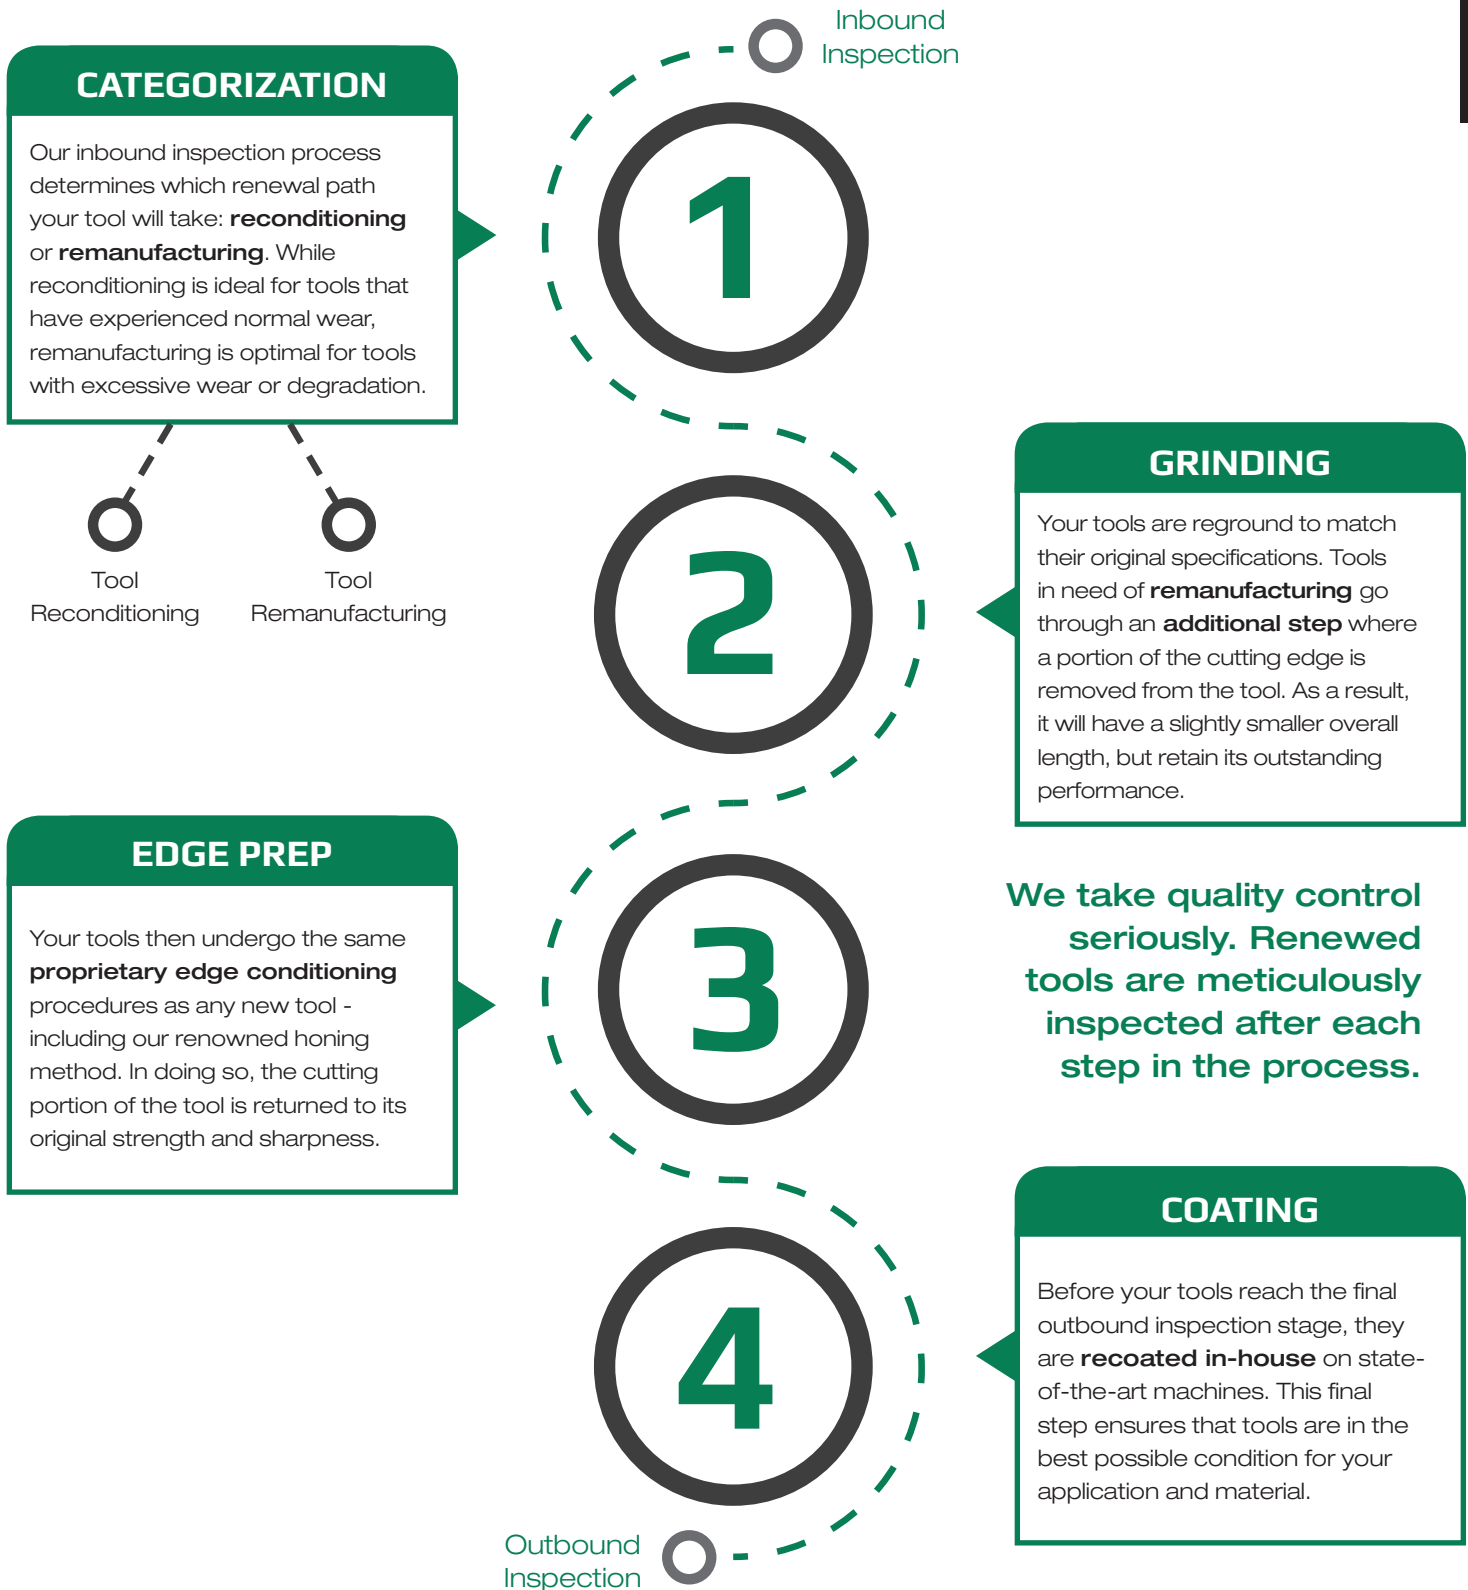 Inbound
Inspection
CATEGORIZATION
Our inbound inspection process
determines which renewal path
your tool will take: reconditioning
or remanufacturing. While
reconditioning is ideal for tools that
have experienced normal wear,
remanufacturing is optimal for tools
with excessive wear or degradation.
Tool
Reconditioning
Tool
Remanufacturing
1
2
GRINDING
Your tools are reground to match
their original specifications. Tools
in need of remanufacturing go
through an additional step where
a portion of the cutting edge is
removed from the tool. As a result,
it will have a slightly smaller overall
length, but retain its outstanding
performance.
EDGE PREP
Your tools then undergo the same
proprietary edge conditioning
procedures as any new tool -
including our renowned honing
method. In doing so, the cutting
portion of the tool is returned to its
original strength and sharpness.
3
We take quality control
seriously. Renewed
tools are meticulously
inspected after each
step in the process.
4
COATING
Before your tools reach the final
outbound inspection stage, they
are recoated in-house on state-
of-the-art machines. This final
step ensures that tools are in the
best possible condition for your
application and material.
Outbound
Inspection